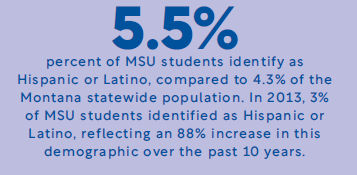 5.5%
percent of MSU students identify as
Hispanic or Latino, compared to 4.3% of the
Montana statewide population. In 2013, 3%
of MSU students identified as Hispanic or
Latino, reflecting an 88% increase in this
demographic over the past 10 years.